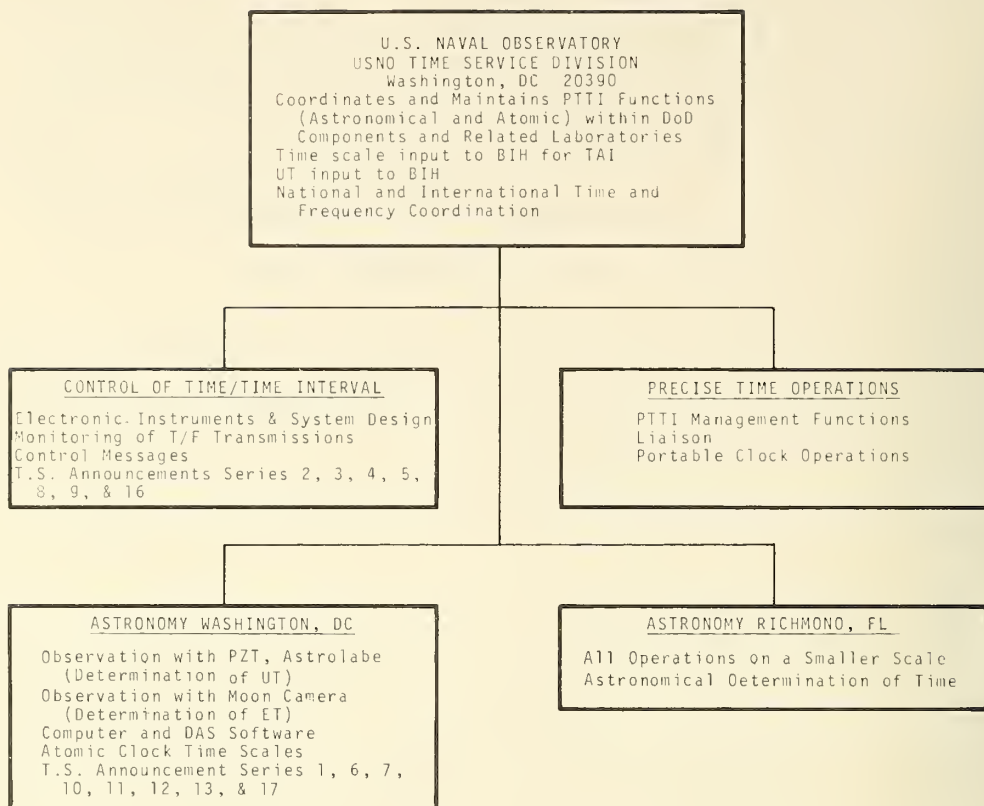 U.S. NAVAL OBSERVATORY
USNO TIME SERVICE DIVISION
Washington, DC 20390
Coordinates and Maintains PTTI Functions
(Astronomical and Atomic) within DoD
Components and Related Laboratories
Time scale input to BIH for TAI
UT input to BIH
National and International Time and
Frequency Coordination
CONTROL OF TIME/TIME INTERVAL
Electronic Instruments & System Design
Monitoring of T/F Transmissions
Control Messages
T.S. Announcements Series 2, 3, 4, 5,
8, 9, & 16
PRECISE TIME OPERATIONS
PTTI Management Functions
Liaison
Portable Clock Operations
ASTRONOMY WASHINGTON, DC
Observation with PZT, Astrolabe
(Determination of UT)
Observation with Moon Camera
(Determination of ET)
Computer and DAS Software
Atomic Clock Time Scales
T.S. Announcement Series 1, 6, 7,
10, 11, 12, 13, & 17
ASTRONOMY RICHMOND, FL
All Operations on a Smaller Scale
Astronomical Determination of Time